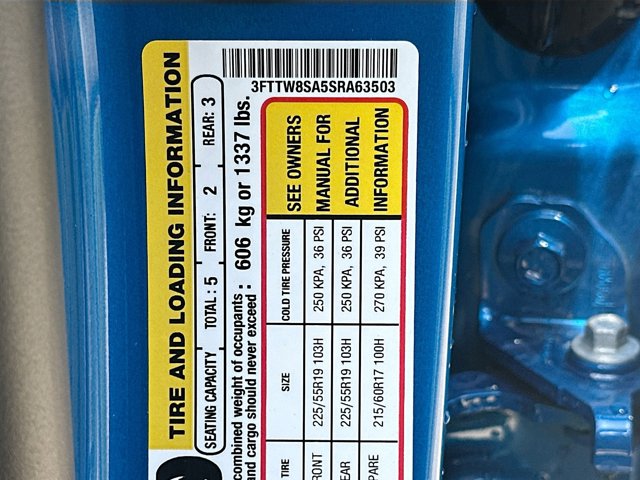 3FTTW8SA5SRA63503
TIRE AND LOADING INFORMATION
SEATING CAPACITY TOTAL: 5 FRONT: 2 REAR: 3
combined weight of occupants :
and cargo should never exceed : 606 kg or 1337 lbs.
TIRE SIZE COLD TIRE PRESSURE SEE OWNERS
RONT 225/55R19 103H 250 KPA, 36 PSI MANUAL FOR
EAR 225/55R19 103H 250 KPA, 36 PSI ADDITIONAL
PARE 215/60R17 100H 270 KPA, 39 PSI INFORMATION